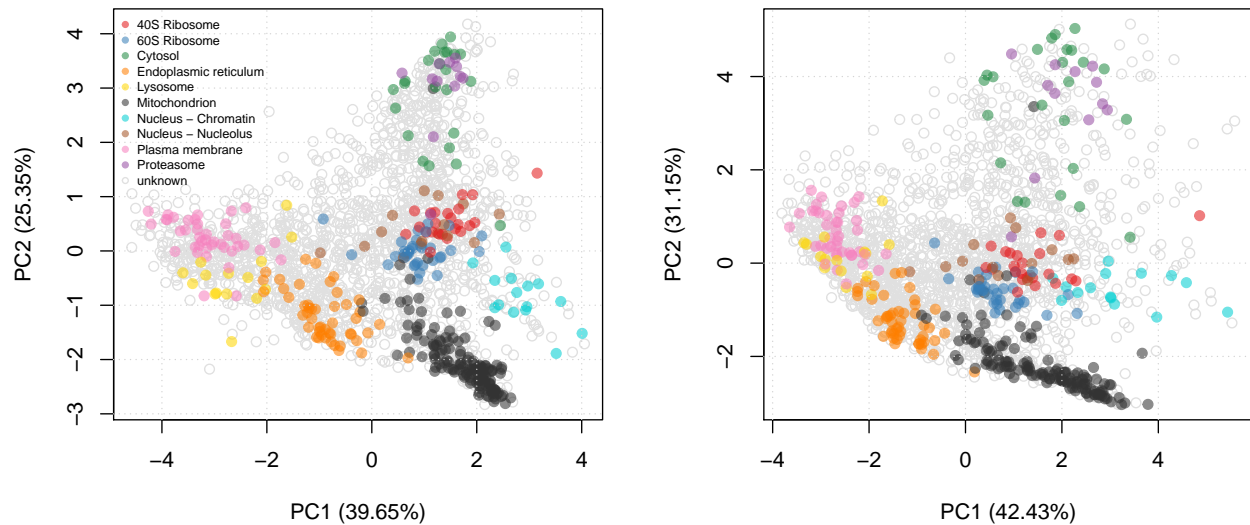 40S Ribosome
60S Ribosome
Cytosol
Endoplasmic reticulum
Lysosome
Mitochondrion
Nucleus − Chromatin
Nucleus − Nucleolus
Plasma membrane
Proteasome
unknown
PC2 (25.35%)
4
3
2
1
0
−1
−2
−3
−4
−2
0
2
4
PC1 (39.65%)
PC2 (31.15%)
4
2
0
−2
−4
−2
0
2
4
PC1 (42.43%)